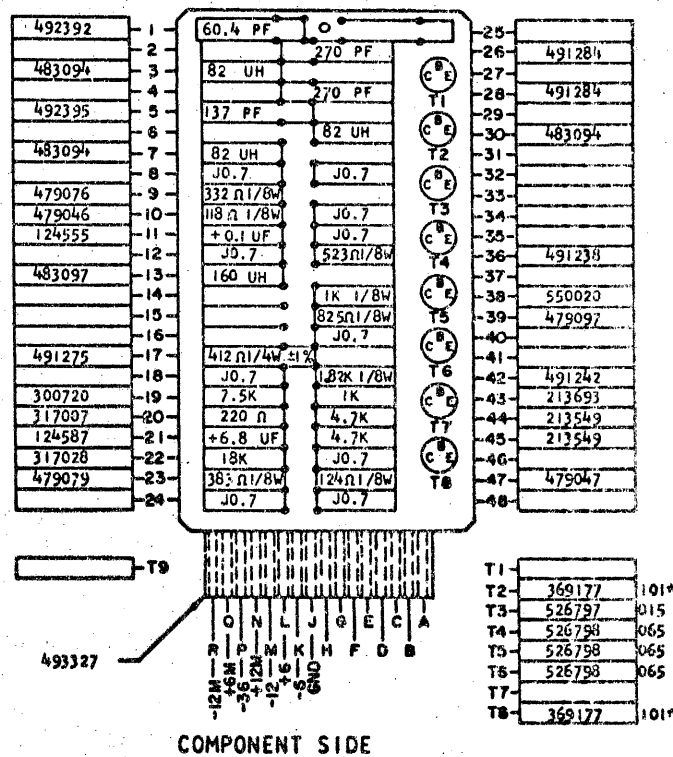 492392 1 60.4 PF O 25
2 270 PF 26 491284
483094 3 82 UH 27
4 270 PF 28 491284
492395 5 137 PF 29
6 82 UH 30 483094
483094 7 82 UH 31
8 J0.7 J0.7 32
479076 9 332 Ω 1/8W 33
479046 10 118 Ω 1/8W J0.7 34
124555 11 +0.1 UF J0.7 35
12 J0.7 523Ω1/8W 36 491238
483097 13 160 UH 37
14 1K 1/8W 38 550020
15 825Ω1/8W 39 479097
16 J0.7 40
491275 17 412 Ω1/4W ±1% 41
18 J0.7 1.82K 1/8W 42 491242
300720 19 7.5K 1K 43 213693
317007 20 220 Ω 4.7K 44 213549
124587 21 +6.8 UF 4.7K 45 213549
317028 22 18K J0.7 46
479079 23 383Ω1/8W 124Ω1/8W 47 479047
24 J0.7 J0.7 48
C B E
T1
C B E
T2
C B E
T3
C B E
T4
C B E
T5
C B E
T6
C B E
T7
C B E
T8
T9
T1
T2 369177 101*
T3 526797 015
T4 526798 065
T5 526798 065
T6 526798 065
T7
T8 369177 101*
493327
R Q P N M L K J H G F E D C B A
-12M +6M -36 +12M -12 +6 -6 GND
COMPONENT SIDE